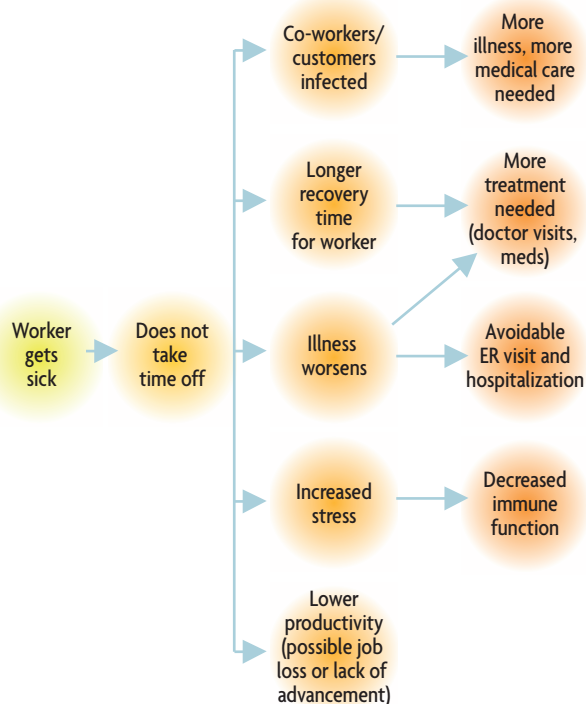 Worker
gets
sick
Does not
take
time off
Co-workers/
customers
infected
More
illness, more
medical care
needed
Longer
recovery
time
for worker
More
treatment
needed
(doctor visits,
meds)
Illness
worsens
Avoidable
ER visit and
hospitalization
Increased
stress
Decreased
immune
function
Lower
productivity
(possible job
loss or lack of
advancement)